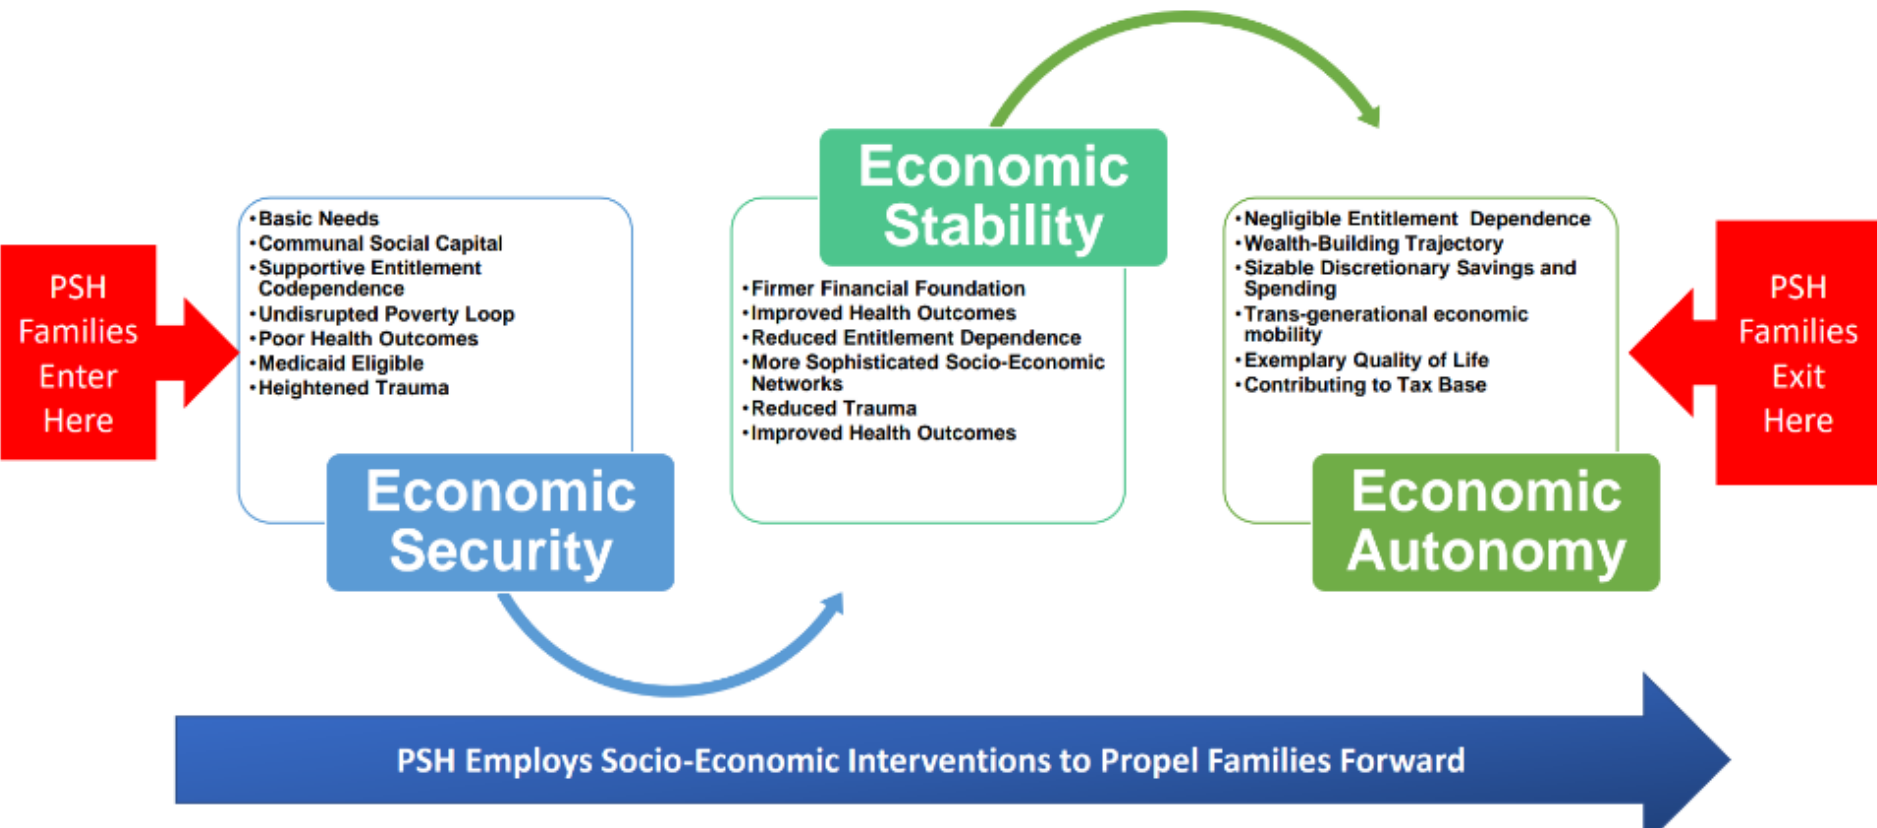 PSH
Families
Enter
Here
•Basic Needs
•Communal Social Capital
•Supportive Entitlement
Codependence
•Undisrupted Poverty Loop
•Poor Health Outcomes
•Medicaid Eligible
•Heightened Trauma
Economic
Security
Economic
Stability
•Firmer Financial Foundation
•Improved Health Outcomes
•Reduced Entitlement Dependence
•More Sophisticated Socio-Economic
Networks
•Reduced Trauma
•Improved Health Outcomes
•Negligible Entitlement Dependence
•Wealth-Building Trajectory
•Sizable Discretionary Savings and
Spending
•Trans-generational economic
mobility
•Exemplary Quality of Life
•Contributing to Tax Base
Economic
Autonomy
PSH
Families
Exit
Here
PSH Employs Socio-Economic Interventions to Propel Families Forward